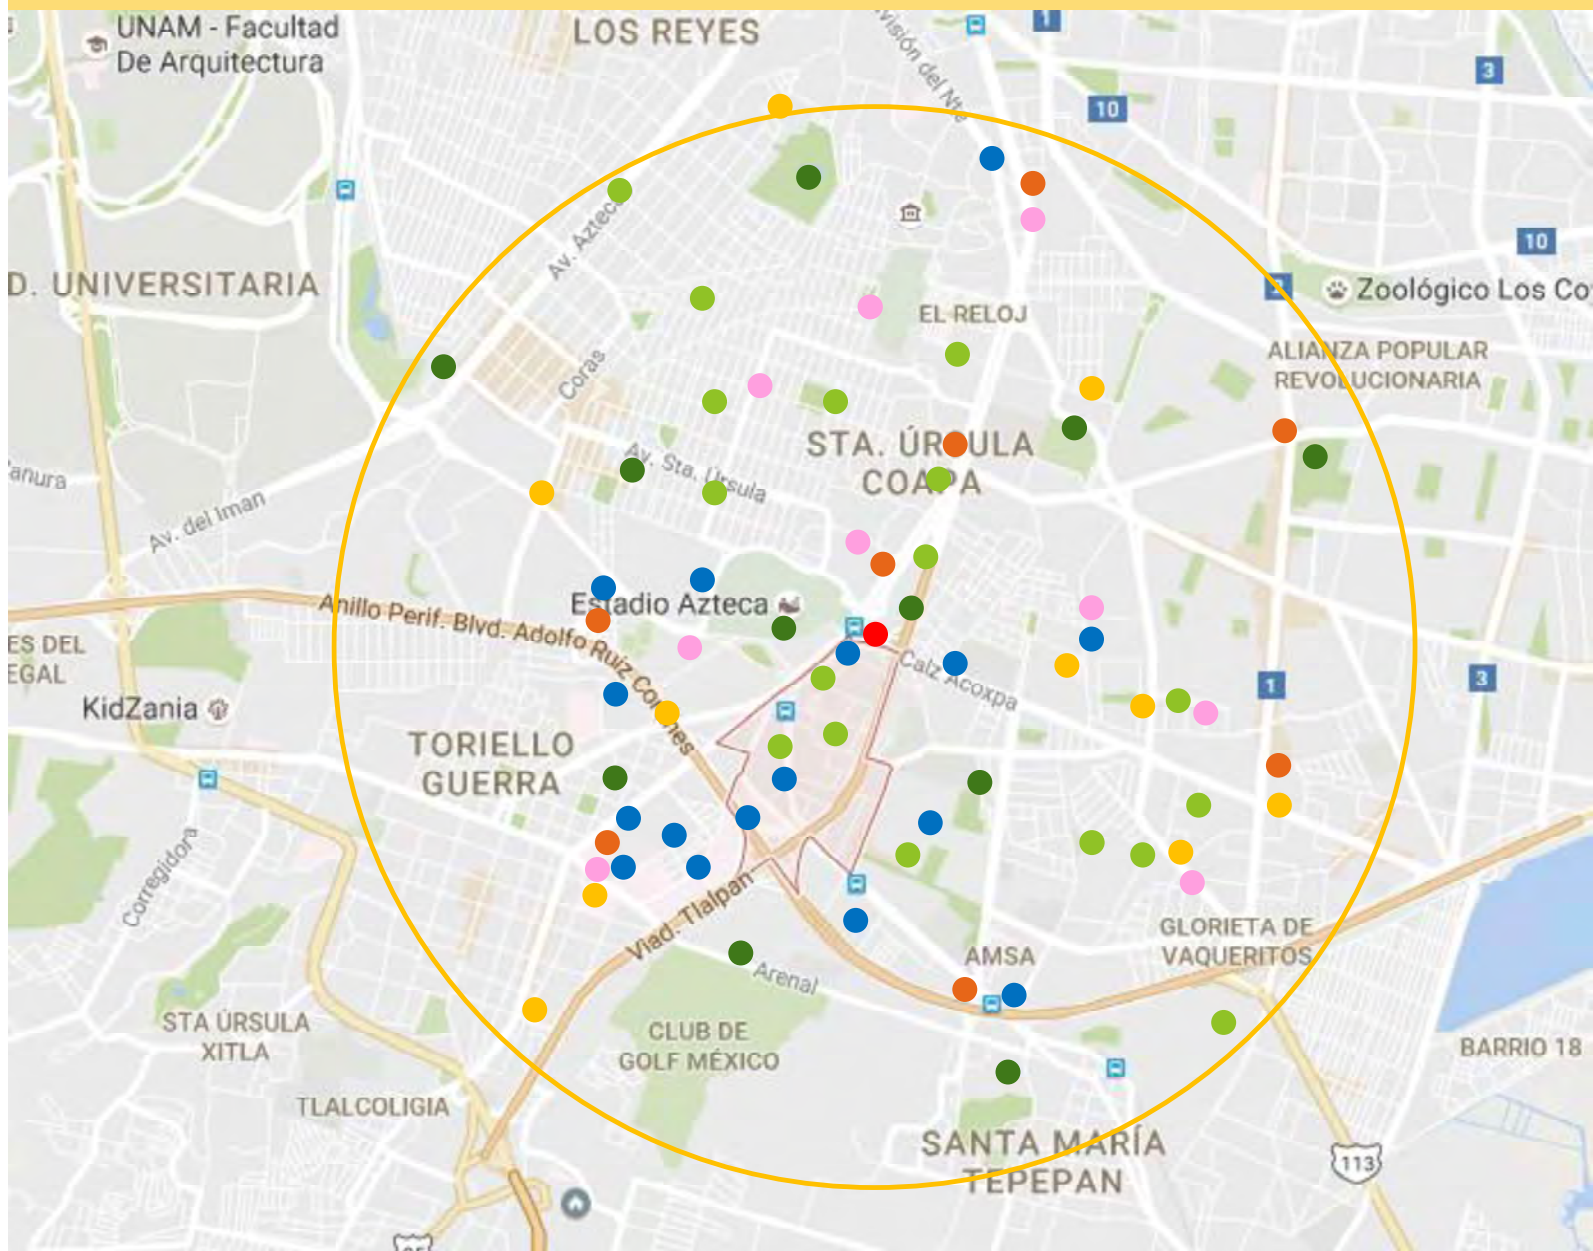 UNAM - Facultad
De Arquitectura
LOS REYES
1
3
10
Av. Azteca
10
D. UNIVERSITARIA
3
Zoológico Los Co
EL RELOJ
ALIANZA POPULAR
REVOLUCIONARIA
Coras
STA. ÚRSULA
COAPA
Av. Sta. Úrsula
Av. del Iman
Estadio Azteca
Anillo Perif. Blvd. Adolfo Ruiz Cortines
ES DEL
EGAL
Calz Acoxpa
KidZania
1
3
TORIELLO
GUERRA
Corregidora
Viad. Tlalpan
GLORIETA DE
VAQUERITOS
AMSA
Arenal
STA ÚRSULA
XITLA
CLUB DE
GOLF MÉXICO
BARRIO 18
TLALCOLIGIA
SANTA MARÍA
TEPEPAN
113